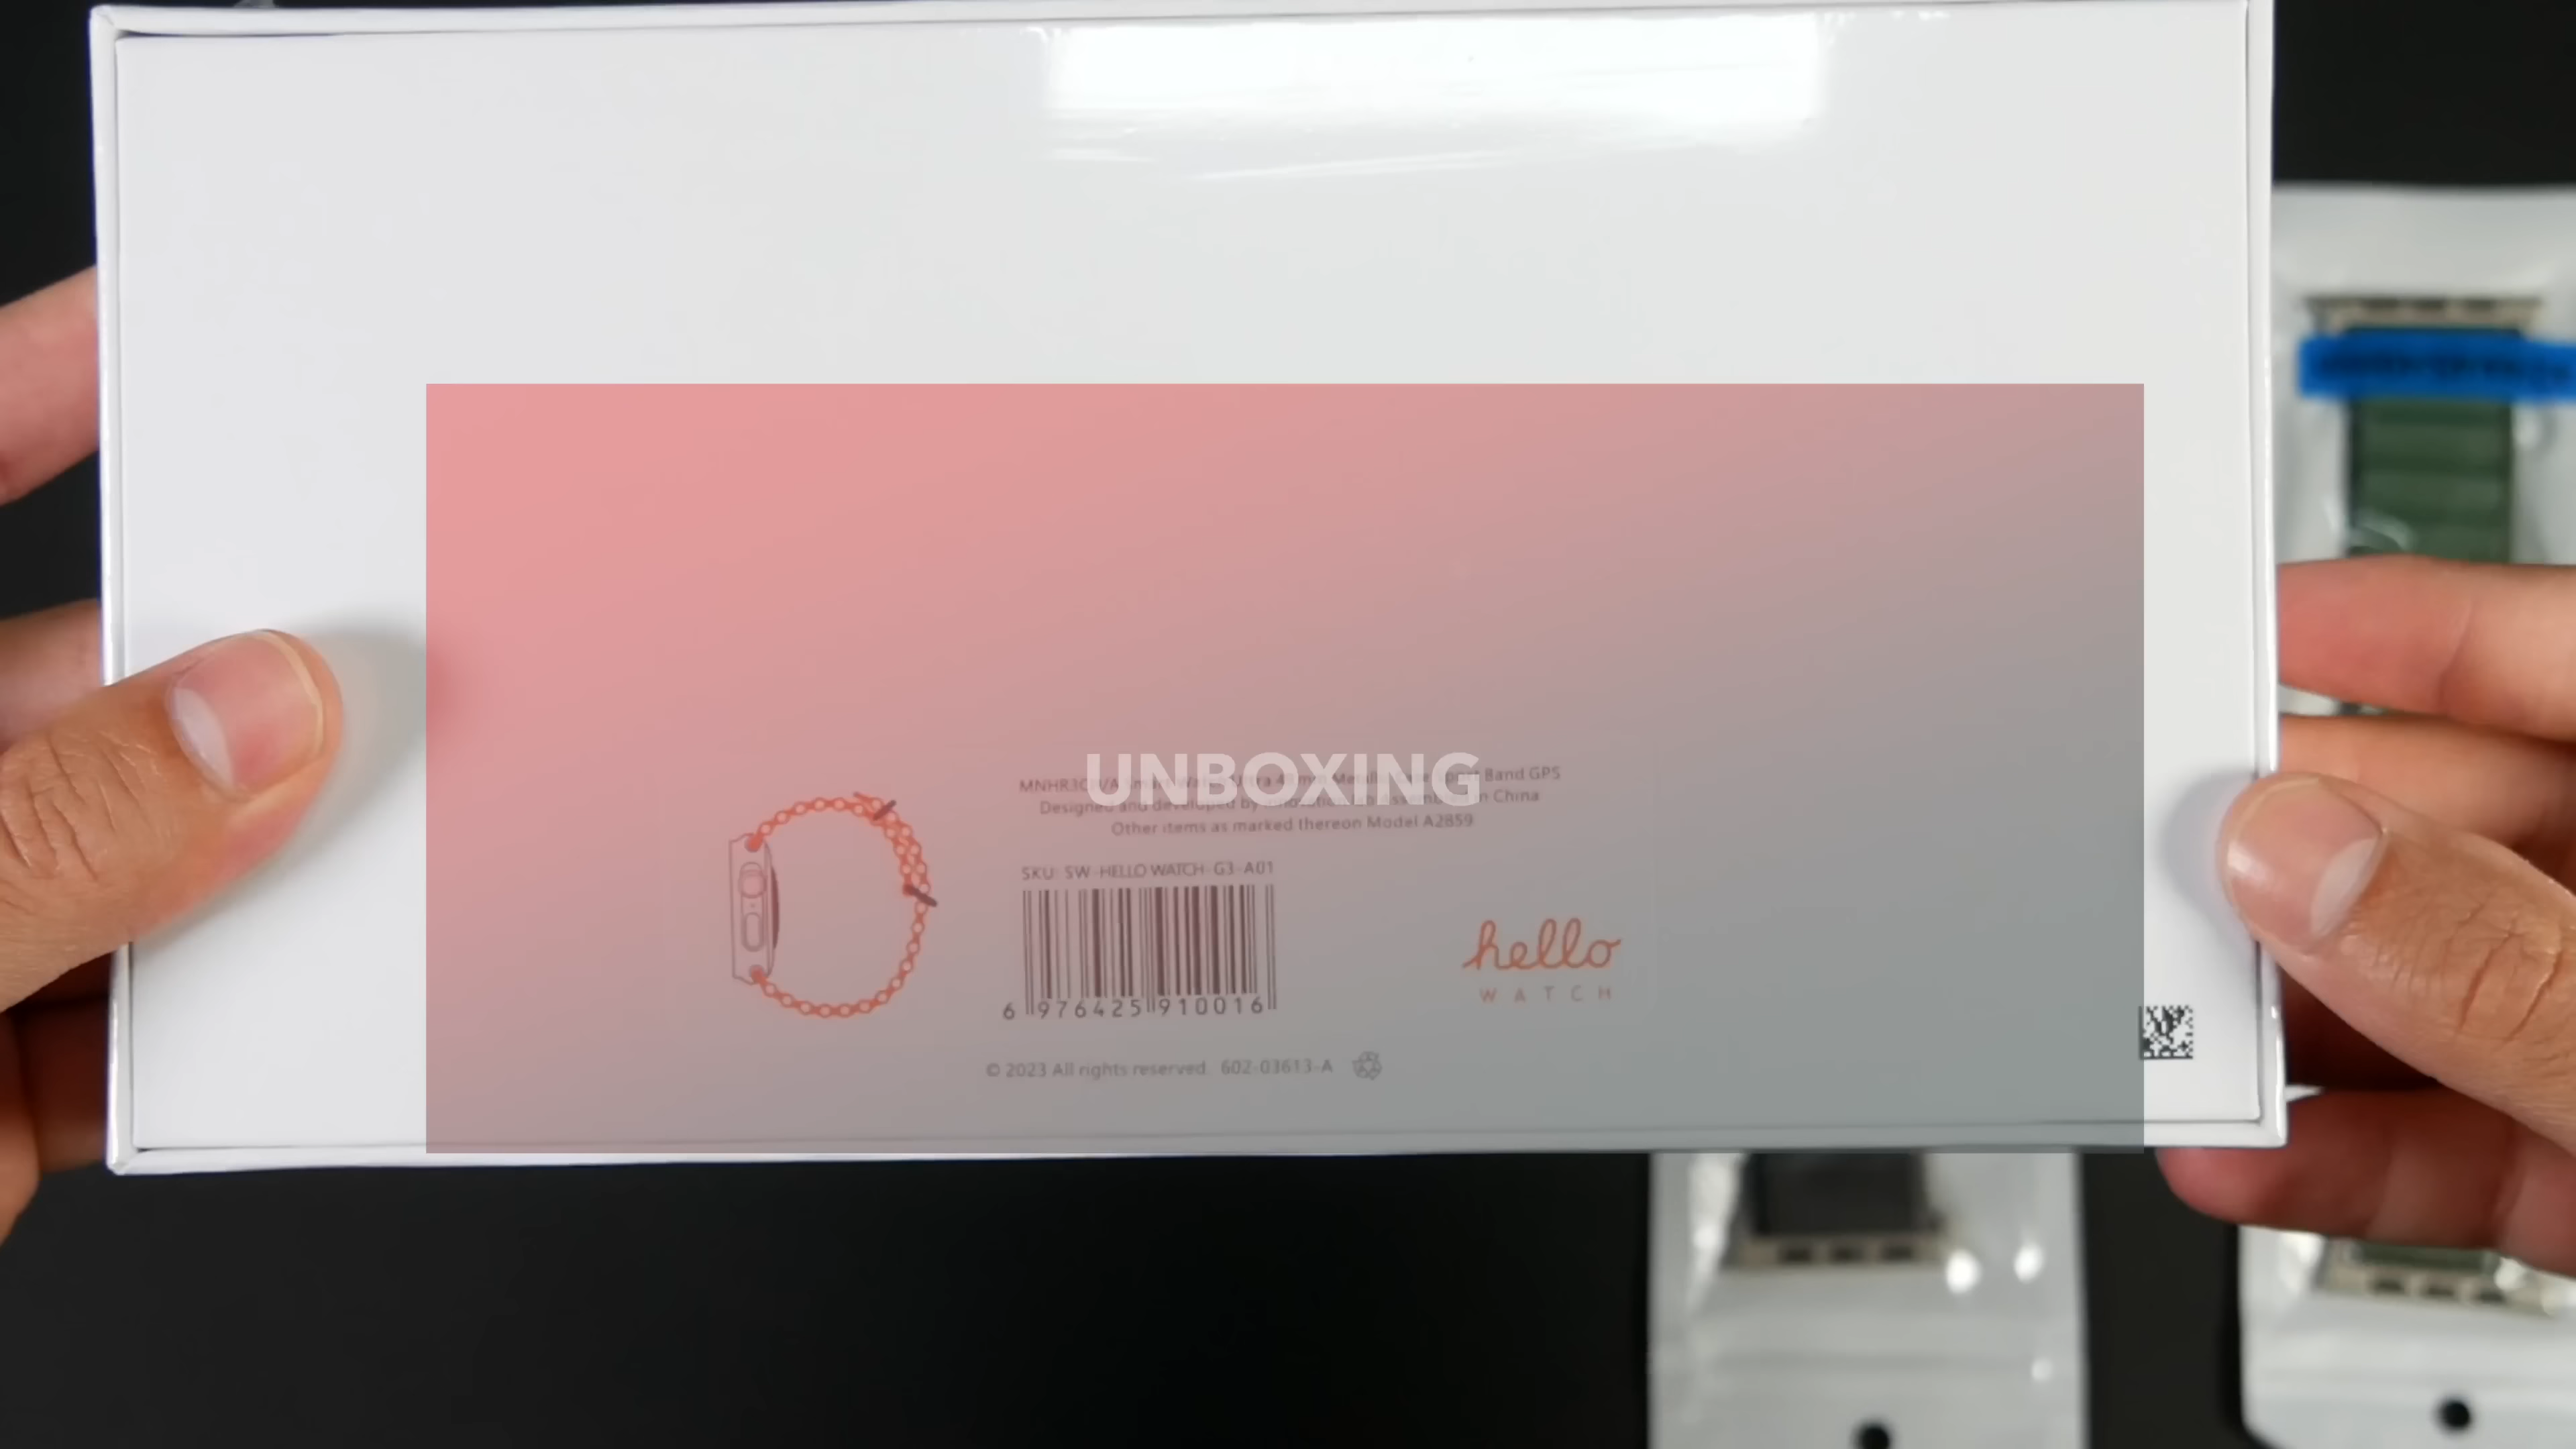 UNBOXING
Band GPS
Designed and developed by China
Other items as marked thereon Model A2859
SKU: SW-HELLO WATCH-G3-A01
6 976425 910016
hello
WATCH
© 2023 All rights reserved. 602-03613-A